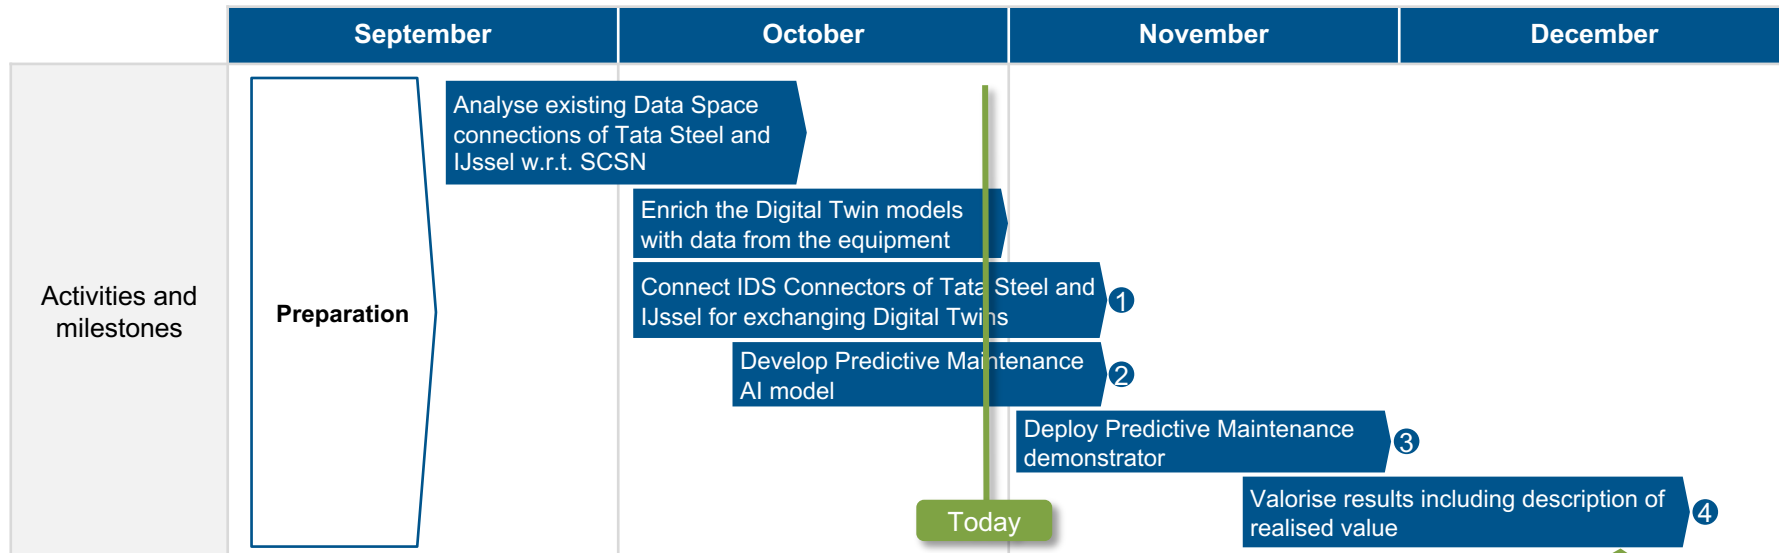 September
October
November
December
Activities and
milestones
Preparation
Analyse existing Data Space
connections of Tata Steel and
IJssel w.r.t. SCSN
Enrich the Digital Twin models
with data from the equipment
Connect IDS Connectors of Tata Steel and
IJssel for exchanging Digital Twins
1
Develop Predictive Maintenance
AI model
2
Deploy Predictive Maintenance
demonstrator
3
Valorise results including description of
realised value
4
Today